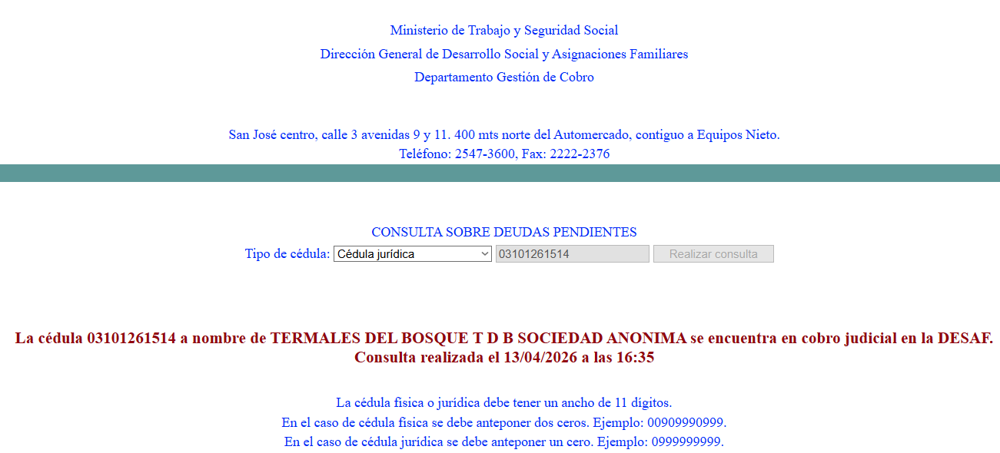 Ministerio de Trabajo y Seguridad Social
Dirección General de Desarrollo Social y Asignaciones Familiares
Departamento Gestión de Cobro
San José centro, calle 3 avenidas 9 y 11. 400 mts norte del Automercado, contiguo a Equipos Nieto.
Teléfono: 2547-3600, Fax: 2222-2376
CONSULTA SOBRE DEUDAS PENDIENTES
Tipo de cédula: Cédula jurídica 03101261514 Realizar consulta
La cédula 03101261514 a nombre de TERMALES DEL BOSQUE T D B SOCIEDAD ANONIMA se encuentra en cobro judicial en la DESAF.
Consulta realizada el 13/04/2026 a las 16:35
La cédula física o jurídica debe tener un ancho de 11 dígitos.
En el caso de cédula física se debe anteponer dos ceros. Ejemplo: 00909990999.
En el caso de cédula jurídica se debe anteponer un cero. Ejemplo: 0999999999.